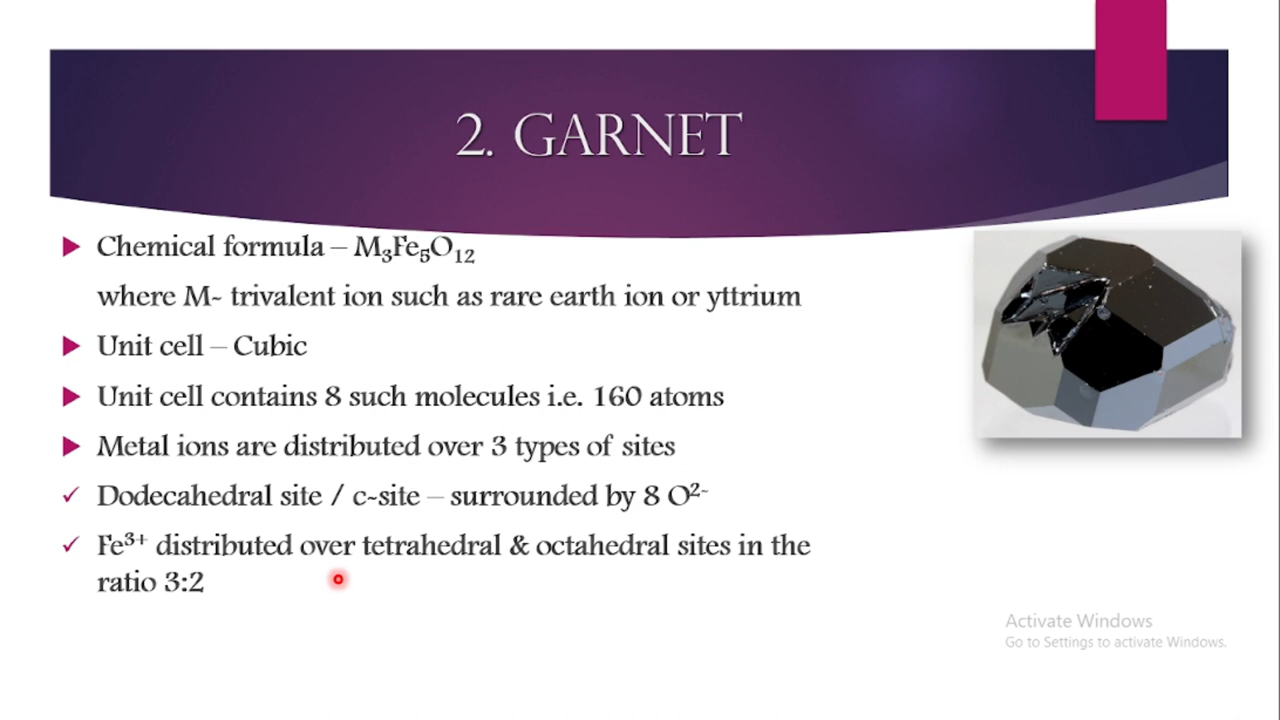 2. GARNET
Chemical formula – M₃Fe₅O₁₂
where M- trivalent ion such as rare earth ion or yttrium
Unit cell – Cubic
Unit cell contains 8 such molecules i.e. 160 atoms
Metal ions are distributed over 3 types of sites
Dodecahedral site / c-site – surrounded by 8 O²⁻
Fe³⁺ distributed over tetrahedral & octahedral sites in the
ratio 3:2
Activate Windows
Go to Settings to activate Windows.